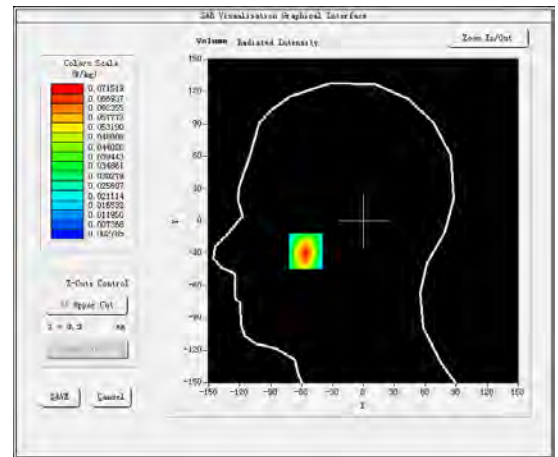 SAR Visualisation Graphical Interface
Volume Radiated Intensity
Zoom In/Out
Colors Scale
(W/kg)
0.071519
0.066937
0.062355
0.057773
0.053190
0.048608
0.044026
0.039443
0.034861
0.030279
0.025697
0.021114
0.016532
0.011950
0.007368
0.002785
150
120
90
60
30
0
-30
-60
-90
-120
-150
Y
-150 -120 -90 -60 -30 0 30 60 90 120 150
X
Z-Cuts Control
Upper Cut
mm
SAVE
Cancel